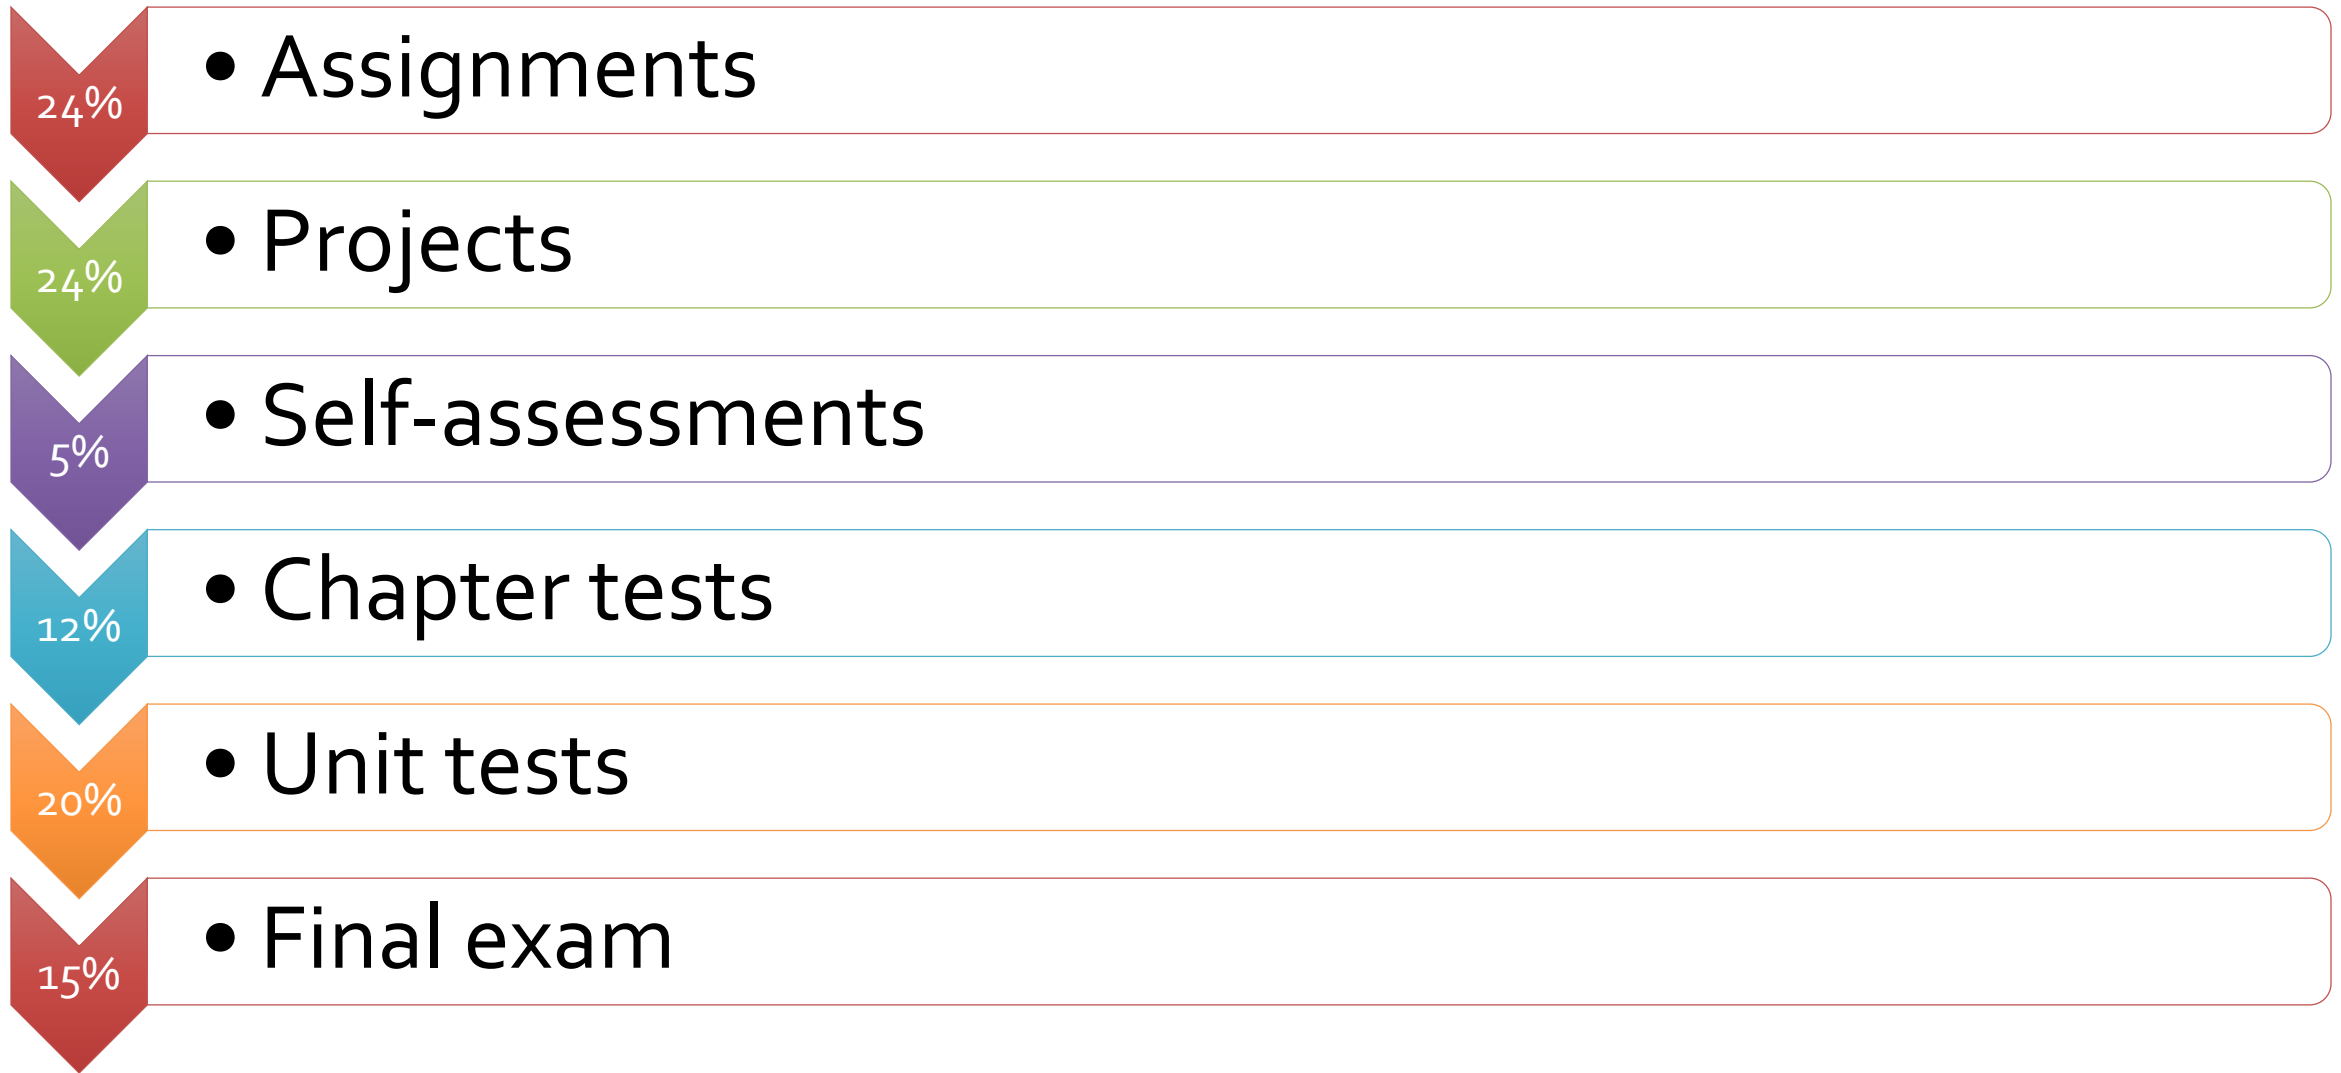 24%
• Assignments
24%
• Projects
5%
• Self-assessments
12%
• Chapter tests
20%
• Unit tests
15%
• Final exam